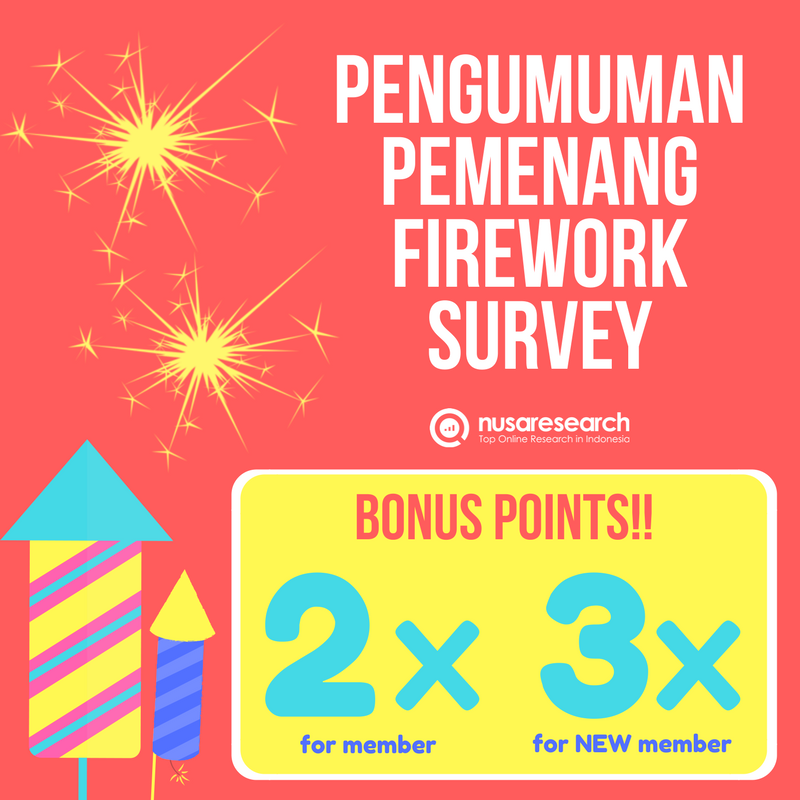 PENGUMUMAN
PEMENANG
FIREWORK
SURVEY
nusaresearch
Top Online Research in Indonesia
BONUS POINTS!!
2x 3x
for member for NEW member